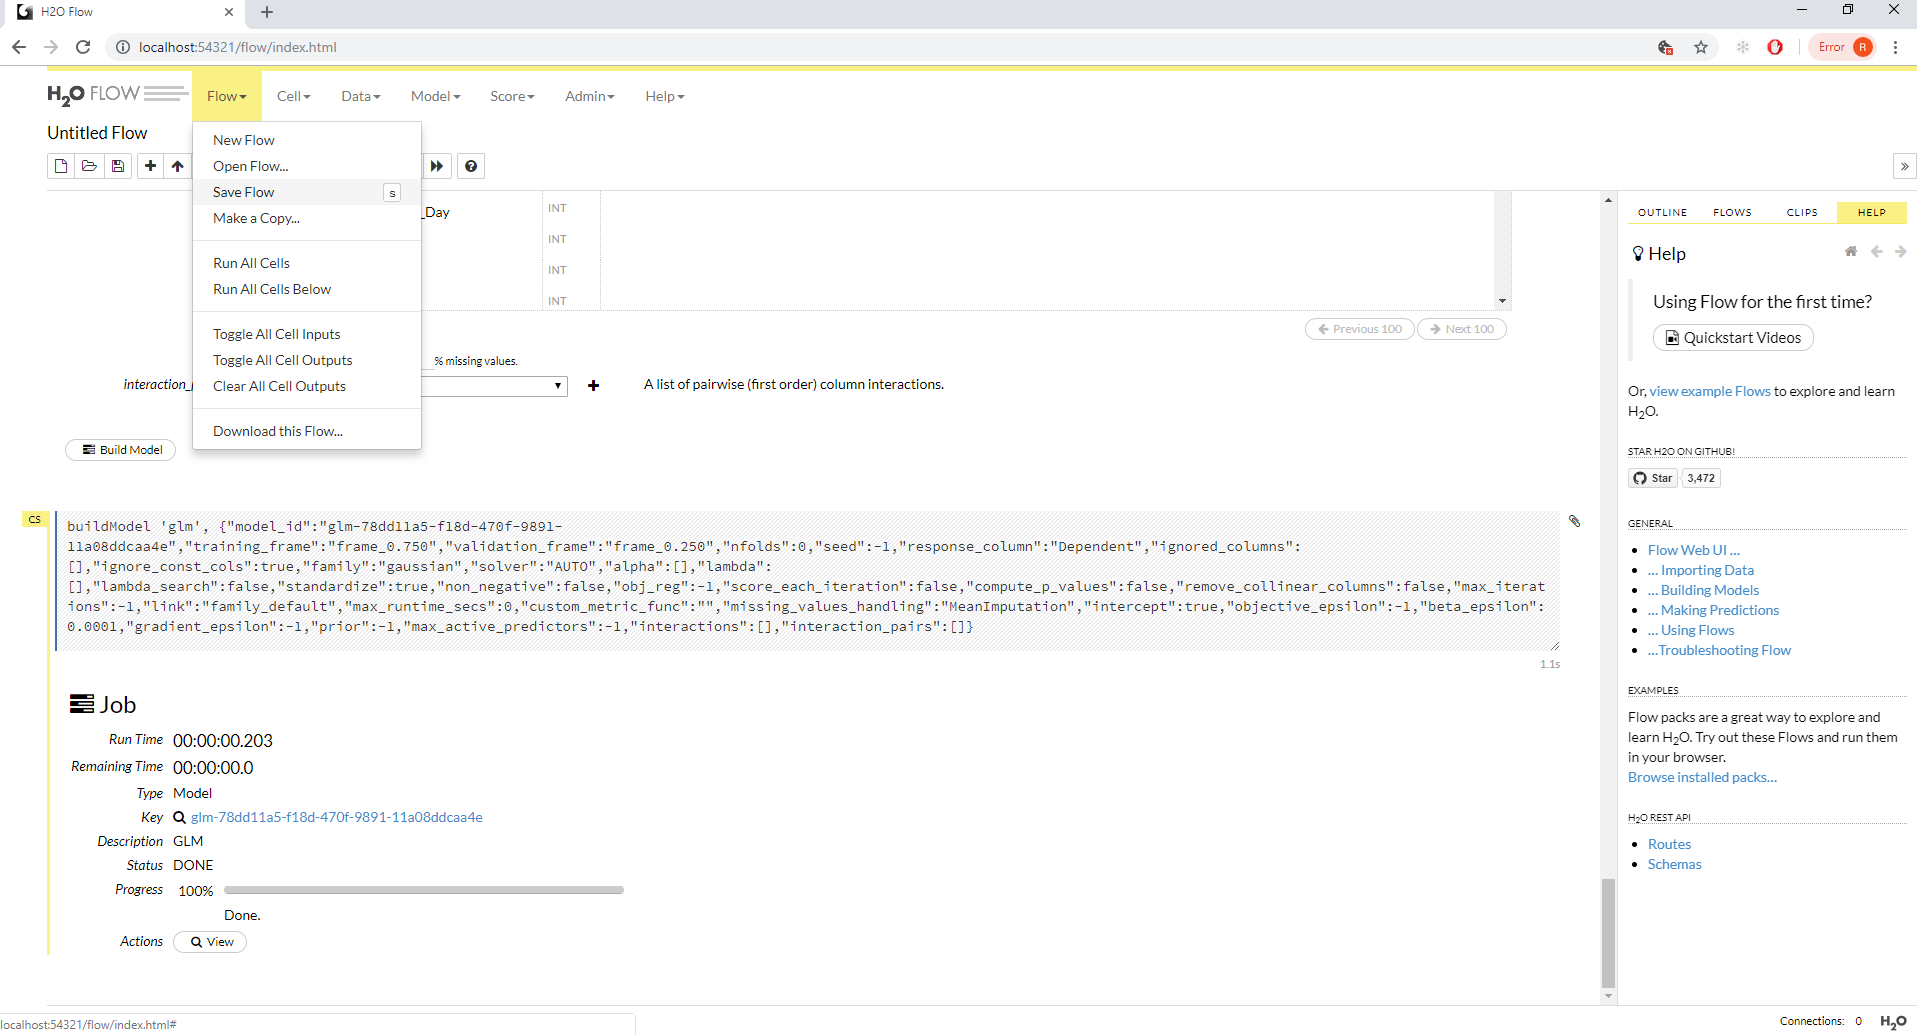 H2O Flow
localhost:54321/flow/index.html
Error R
H2O FLOW
Flow Cell Data Model Score Admin Help
Untitled Flow
New Flow
Open Flow...
Save Flow s
Make a Copy...
Run All Cells
Run All Cells Below
Toggle All Cell Inputs
Toggle All Cell Outputs
Clear All Cell Outputs
Download this Flow...
_Day INT
INT
INT
INT
Previous 100 Next 100
% missing values.
interaction_ A list of pairwise (first order) column interactions.
Build Model
CS
buildModel 'glm', {"model_id":"glm-78dd11a5-f18d-470f-9891-
11a08ddcaa4e","training_frame":"frame_0.750","validation_frame":"frame_0.250","nfolds":0,"seed":-1,"response_column":"Dependent","ignored_columns":
[],"ignore_const_cols":true,"family":"gaussian","solver":"AUTO","alpha":[],"lambda":
[],"lambda_search":false,"standardize":true,"non_negative":false,"obj_reg":-1,"score_each_iteration":false,"compute_p_values":false,"remove_collinear_columns":false,"max_iterat
ions":-1,"link":"family_default","max_runtime_secs":0,"custom_metric_func":"","missing_values_handling":"MeanImputation","intercept":true,"objective_epsilon":-1,"beta_epsilon":
0.0001,"gradient_epsilon":-1,"prior":-1,"max_active_predictors":-1,"interactions":[],"interaction_pairs":[]}
1.1s
Job
Run Time 00:00:00.203
Remaining Time 00:00:00.0
Type Model
Key glm-78dd11a5-f18d-470f-9891-11a08ddcaa4e
Description GLM
Status DONE
Progress 100%
Done.
Actions View
OUTLINE FLOWS CLIPS HELP
Help
Using Flow for the first time?
Quickstart Videos
Or, view example Flows to explore and learn
H2O.
STAR H2O ON GITHUB!
Star 3,472
GENERAL
Flow Web UI ...
... Importing Data
... Building Models
... Making Predictions
... Using Flows
...Troubleshooting Flow
EXAMPLES
Flow packs are a great way to explore and
learn H2O. Try out these Flows and run them
in your browser.
Browse installed packs...
H2O REST API
Routes
Schemas
localhost:54321/flow/index.html#
Connections: 0 H2O